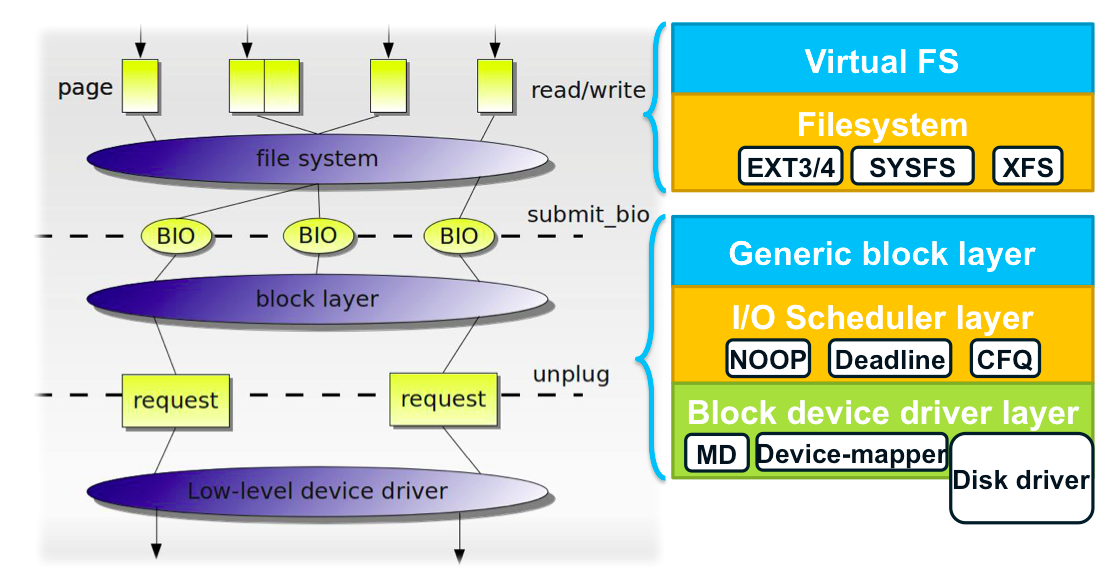 page
read/write
file system
submit_bio
BIO
BIO
BIO
block layer
unplug
request
request
Low-level device driver
Virtual FS
Filesystem
EXT3/4
SYSFS
XFS
Generic block layer
I/O Scheduler layer
NOOP
Deadline
CFQ
Block device driver layer
MD
Device-mapper
Disk driver